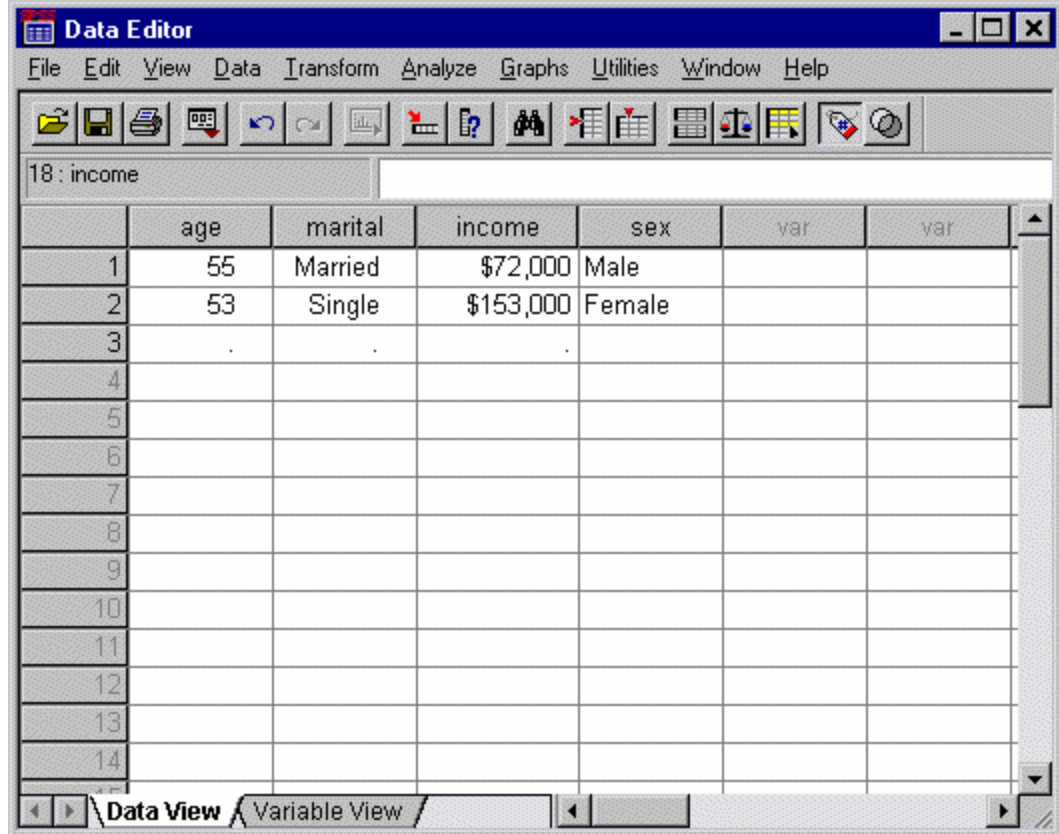 SPSS
Data Editor
File Edit View Data Transform Analyze Graphs Utilities Window Help
18 : income
age marital income sex var var
1 55 Married $72,000 Male
2 53 Single $153,000 Female
3 . . .
4
5
6
7
8
9
10
11
12
13
14
15
Data View Variable View